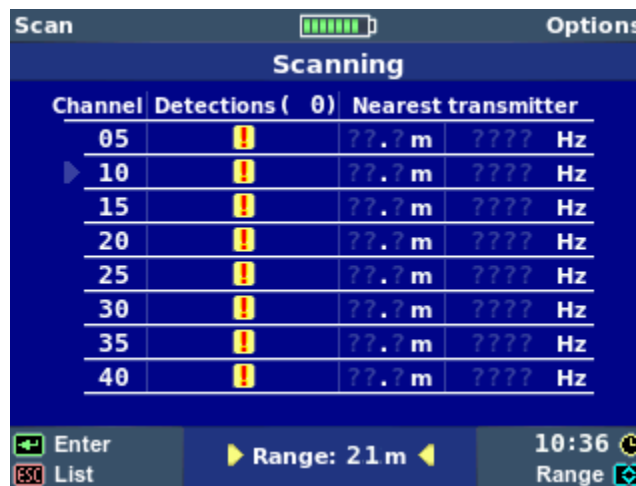 Scan Options
Scanning
Channel Detections ( 0) Nearest transmitter
05 ! ??.? m ???? Hz
10 ! ??.? m ???? Hz
15 ! ??.? m ???? Hz
20 ! ??.? m ???? Hz
25 ! ??.? m ???? Hz
30 ! ??.? m ???? Hz
35 ! ??.? m ???? Hz
40 ! ??.? m ???? Hz
Enter
Range: 21 m
10:36
ESC List
Range